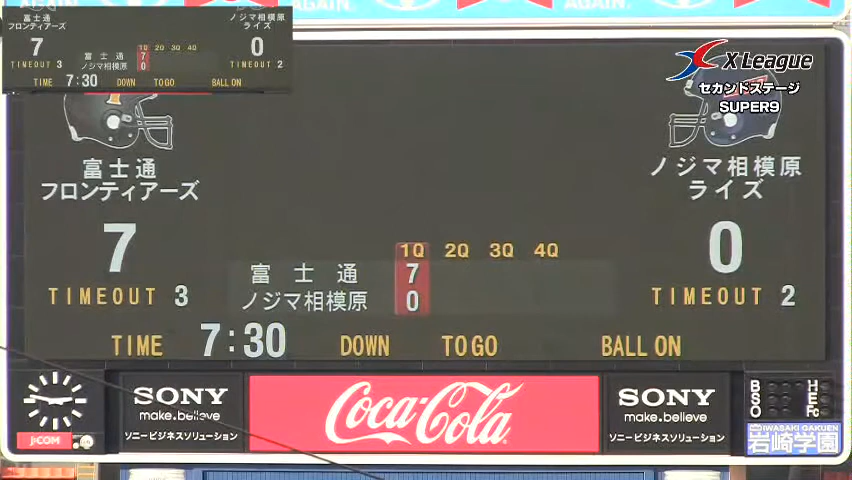 AGAIN.
AGAIN.
富士通
フロンティアーズ
7
TIMEOUT 3
ノジマ相模原
ライズ
0
TIMEOUT 2
1Q 2Q 3Q 4Q
富士通 7
ノジマ相模原 0
TIME 7:30 DOWN TO GO BALL ON
X League
セカンドステージ
SUPER9
富士通
フロンティアーズ
7
TIMEOUT 3
ノジマ相模原
ライズ
0
TIMEOUT 2
1Q 2Q 3Q 4Q
富士通 7
ノジマ相模原 0
TIME 7:30 DOWN TO GO BALL ON
J:COM
SONY
make.believe
ソニービジネスソリューション
Coca-Cola
SONY
make.believe
ソニービジネスソリューション
B H
S E
O Fc
IWASAKI GAKUEN
岩崎学園